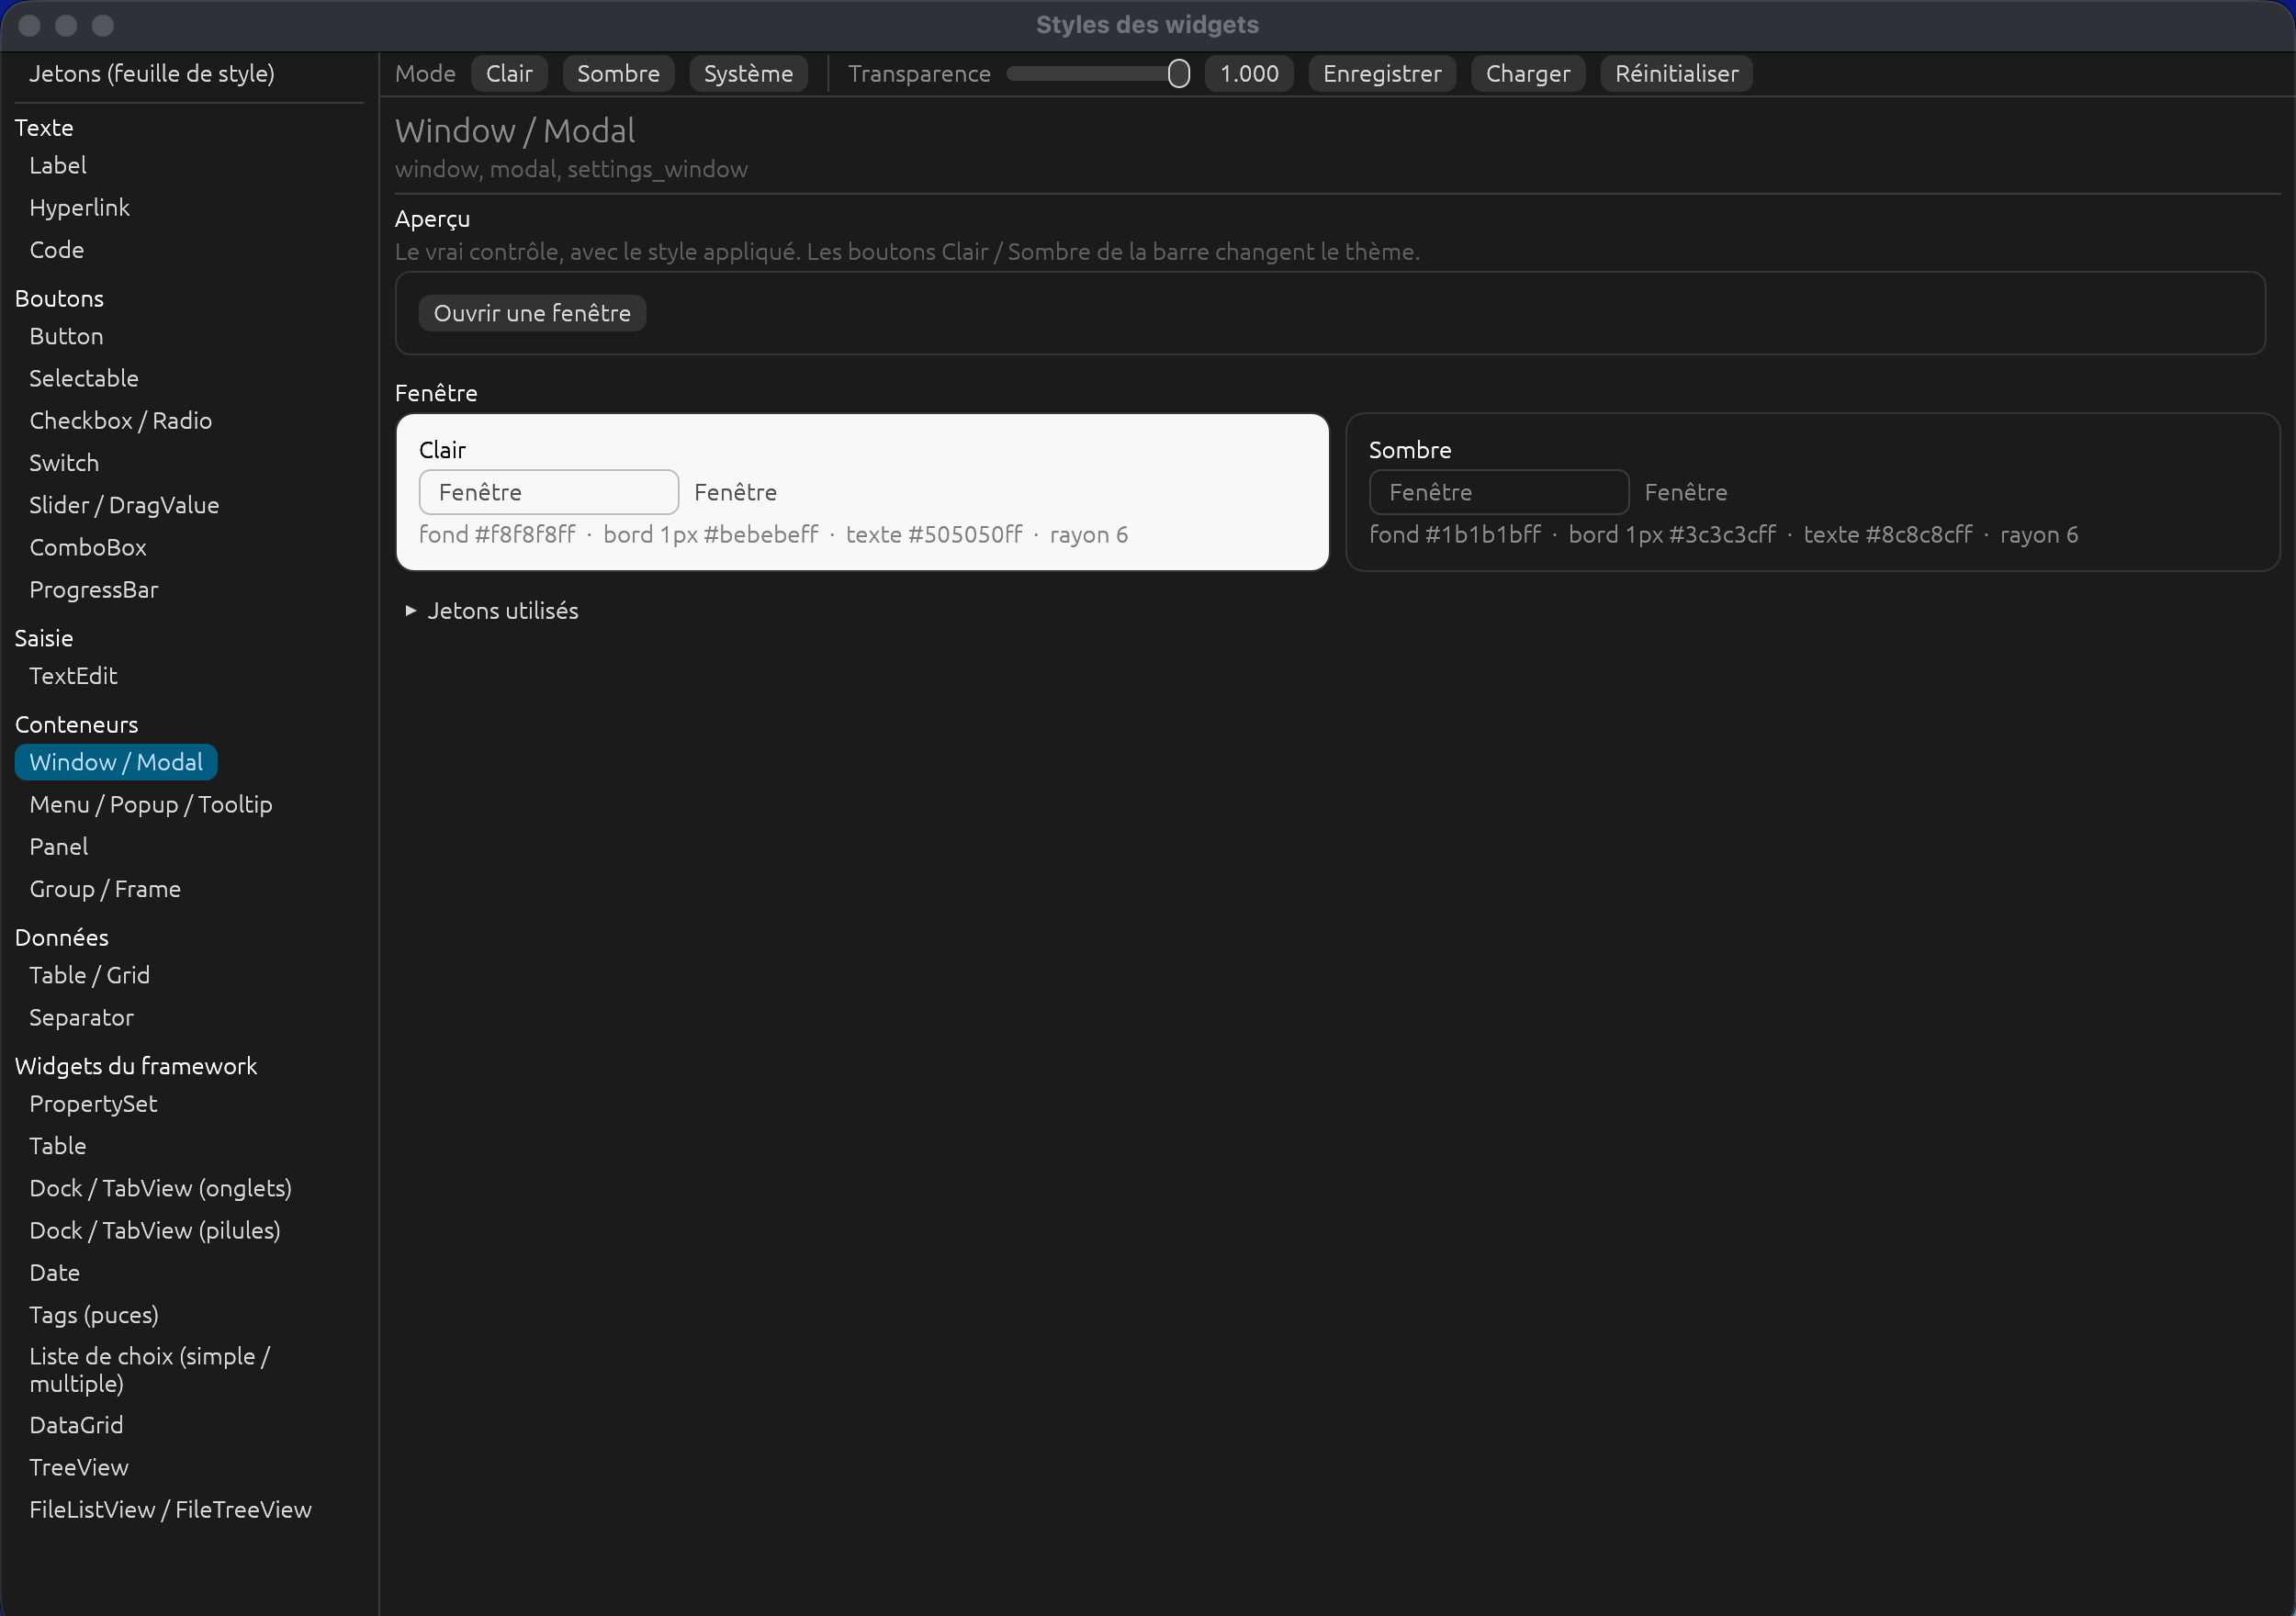 Styles des widgets
Jetons (feuille de style)
Mode Clair Sombre Système Transparence 1.000 Enregistrer Charger Réinitialiser
Texte
Label
Hyperlink
Code
Boutons
Button
Selectable
Checkbox / Radio
Switch
Slider / DragValue
ComboBox
ProgressBar
Saisie
TextEdit
Conteneurs
Window / Modal
Menu / Popup / Tooltip
Panel
Group / Frame
Données
Table / Grid
Separator
Widgets du framework
PropertySet
Table
Dock / TabView (onglets)
Dock / TabView (pilules)
Date
Tags (puces)
Liste de choix (simple /
multiple)
DataGrid
TreeView
FileListView / FileTreeView
Window / Modal
window, modal, settings_window
Aperçu
Le vrai contrôle, avec le style appliqué. Les boutons Clair / Sombre de la barre changent le thème.
Ouvrir une fenêtre
Fenêtre
Clair
Fenêtre Fenêtre
fond #f8f8f8ff · bord 1px #bebebeff · texte #505050ff · rayon 6
Sombre
Fenêtre Fenêtre
fond #1b1b1bff · bord 1px #3c3c3cff · texte #8c8c8cff · rayon 6
Jetons utilisés